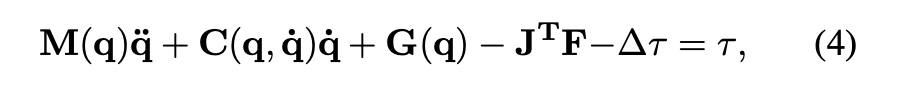 M(q)q̈ + C(q, q̇)q̇ + G(q) − JᵀF−Δτ = τ, (4)